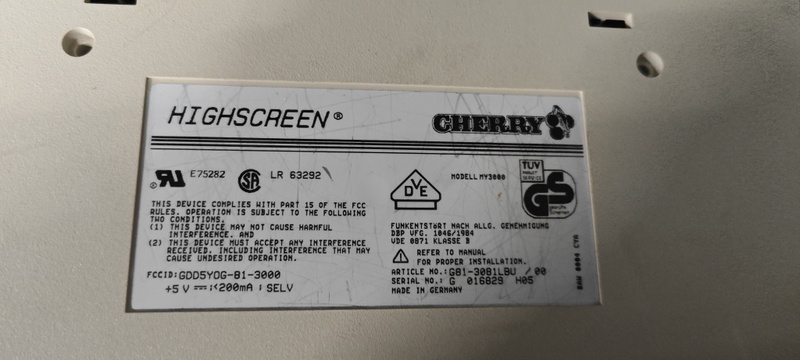 HIGHSCREEN®
CHERRY
® RU E75282
SA LR 63292
DVE
MODELL MY3000
TÜV
GS
THIS DEVICE COMPLIES WITH PART 15 OF THE FCC
RULES. OPERATION IS SUBJECT TO THE FOLLOWING
TWO CONDITIONS.
(1) THIS DEVICE MAY NOT CAUSE HARMFUL
INTERFERENCE. AND
(2) THIS DEVICE MUST ACCEPT ANY INTERFERENCE
RECEIVED, INCLUDING INTERFERENCE THAT MAY
CAUSE UNDESIRED OPERATION.
FCCID: GDD5YOG-81-3000
+5 V ⎓:<200mA : SELV
FUNKENTSTöRT NACH ALLG. GENEHMIGUNG
DBP VFG. 1046/1984
VDE 0871 KLASSE B
REFER TO MANUAL
FOR PROPER INSTALLATION.
ARTICLE NO.: G81-3081LBU / 00
SERIAL NO.: G 016829 H05
MADE IN GERMANY